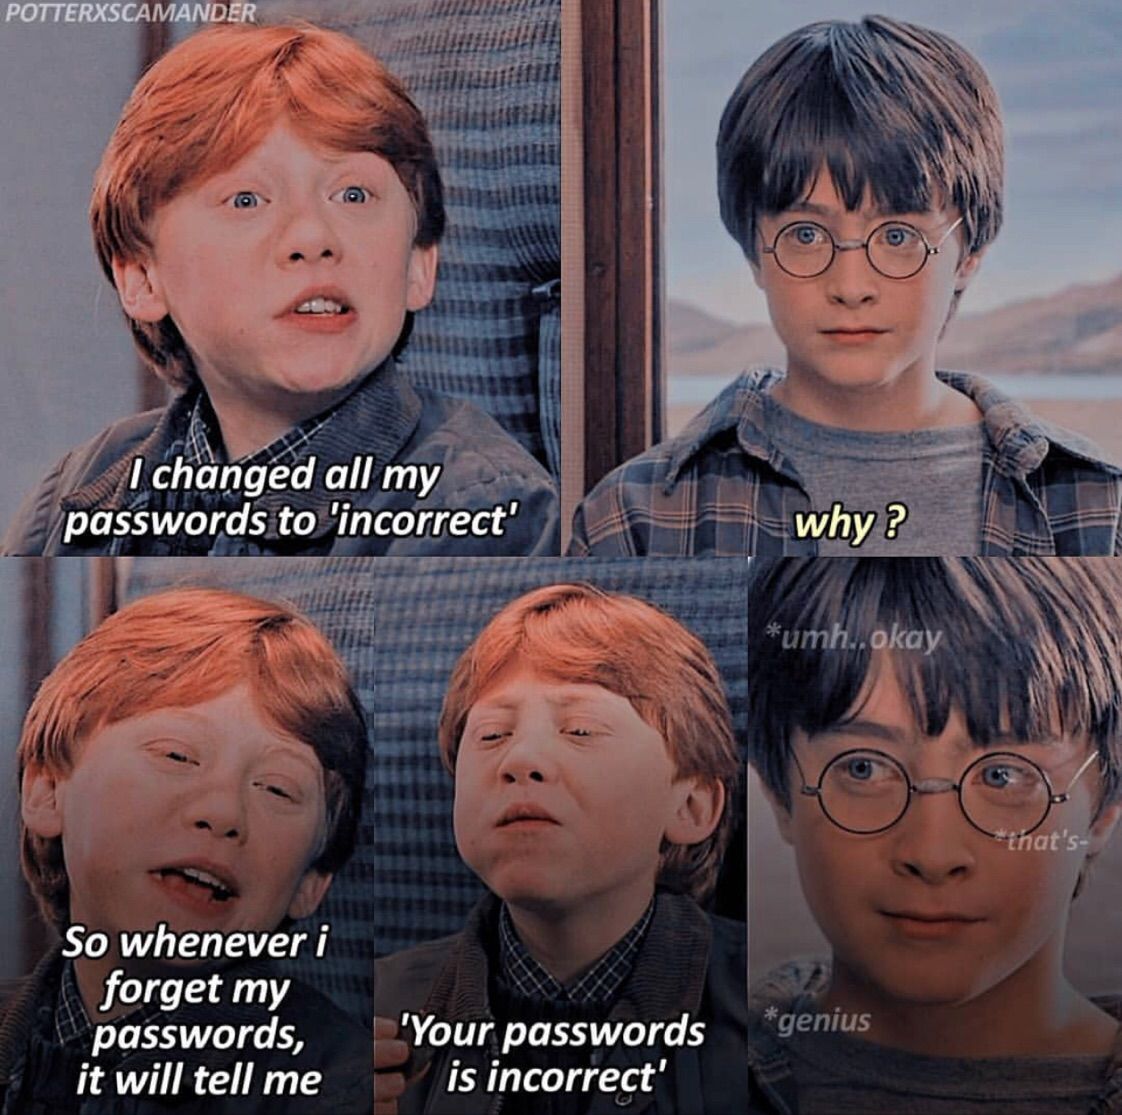 POTTERXSCAMANDER
I changed all my
passwords to 'incorrect'
why ?
So whenever i
forget my
passwords,
it will tell me
'Your passwords
is incorrect'
*umh..okay
*that's-
*genius